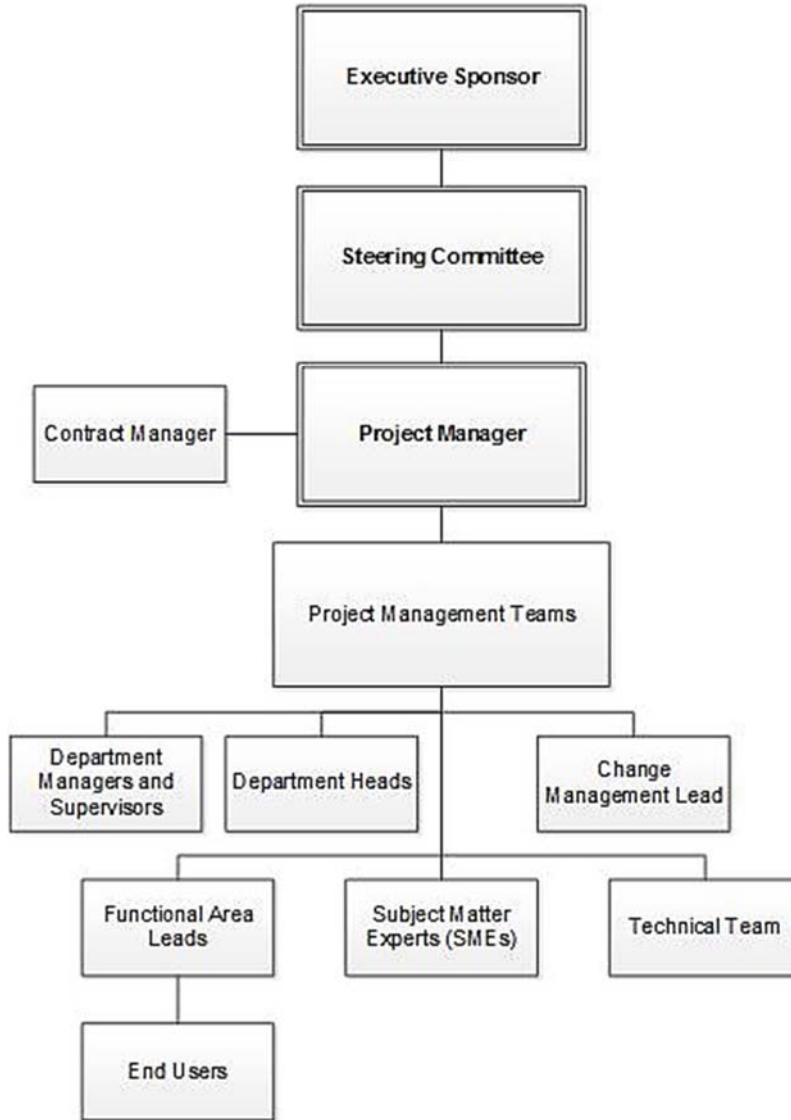 Executive Sponsor
Steering Committee
Contract Manager
Project Manager
Project Management Teams
Department
Managers and
Supervisors
Department Heads
Change
Management Lead
Functional Area
Leads
Subject Matter
Experts (SMEs)
Technical Team
End Users